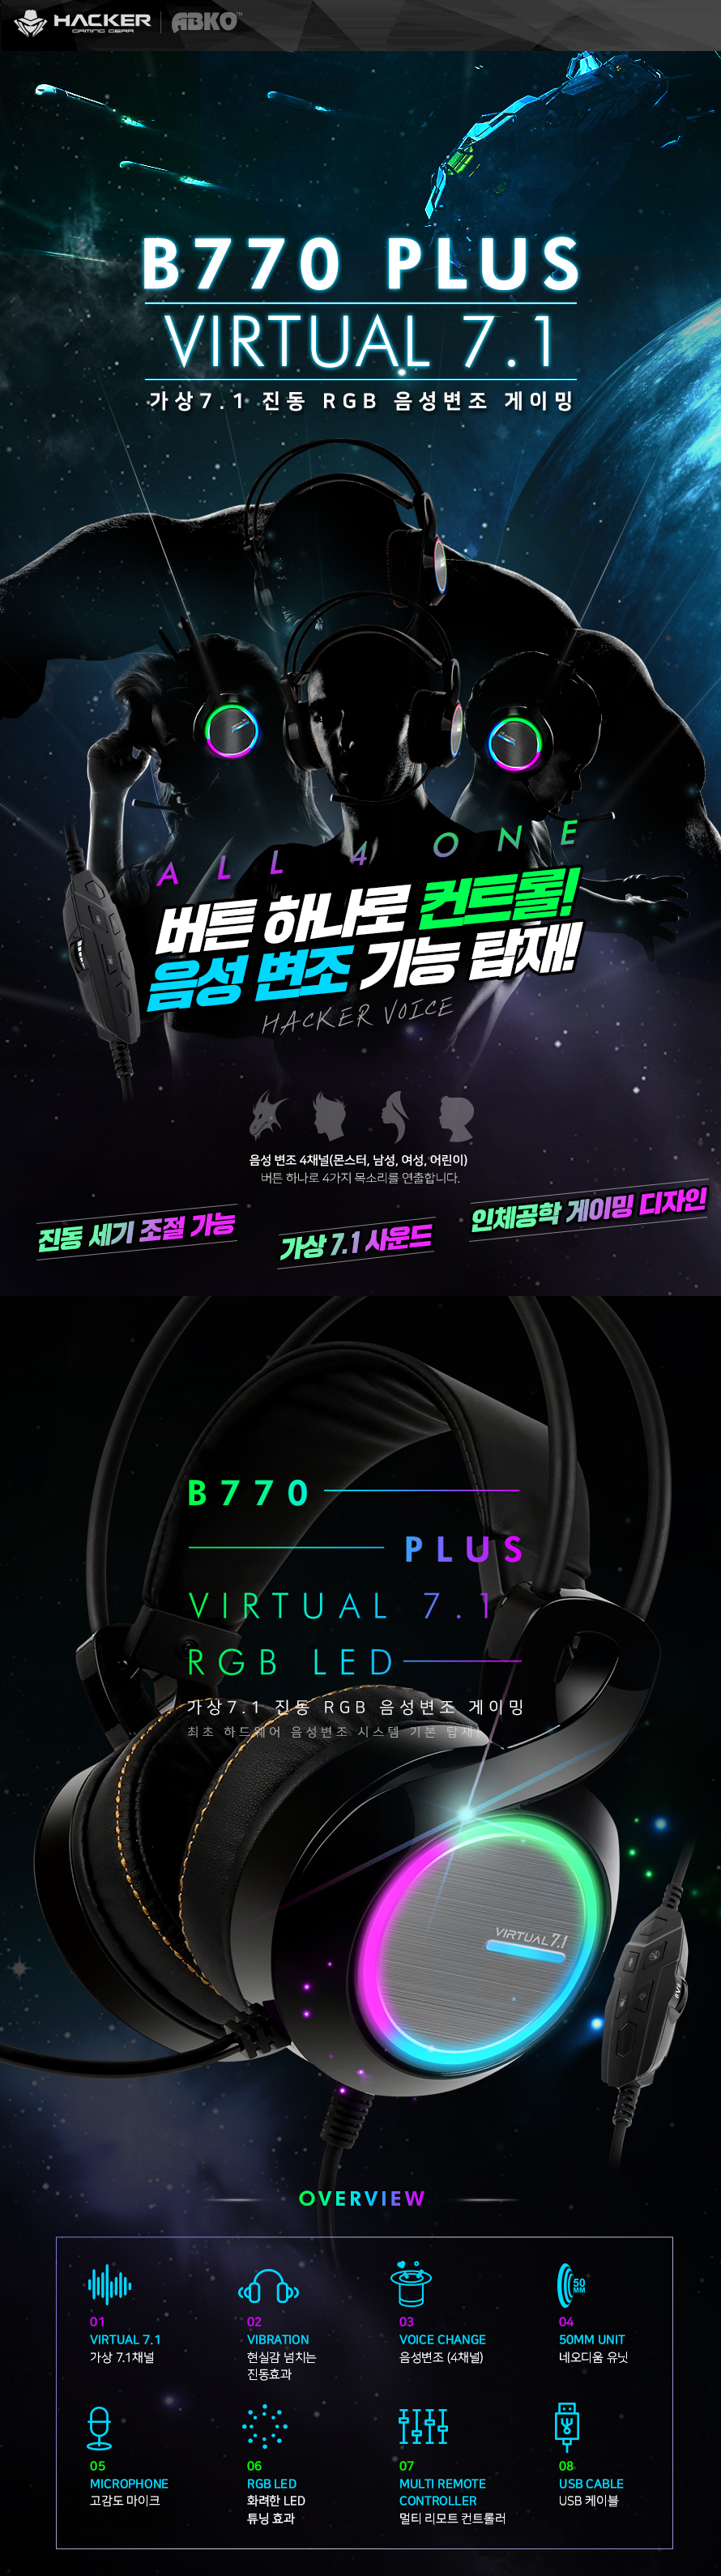 HACKER
GAMING GEAR
ABKO™
B770 PLUS
VIRTUAL 7.1
가상7.1 진동 RGB 음성변조 게이밍
ALL 4 ONE
버튼 하나로 컨트롤!
음성 변조 기능 탑재!
HACKER VOICE
음성 변조 4채널(몬스터, 남성, 여성, 어린이)
버튼 하나로 4가지 목소리를 연출합니다.
진동 세기 조절 가능
가상 7.1 사운드
인체공학 게이밍 디자인
B770
PLUS
VIRTUAL 7.1
RGB LED
가상7.1 진동 RGB 음성변조 게이밍
최초 하드웨어 음성변조 시스템 기본 탑재!
VIRTUAL 7.1
OVERVIEW
50
MM
01
VIRTUAL 7.1
가상 7.1채널
02
VIBRATION
현실감 넘치는
진동효과
03
VOICE CHANGE
음성변조 (4채널)
04
50MM UNIT
네오디움 유닛
05
MICROPHONE
고감도 마이크
06
RGB LED
화려한 LED
튜닝 효과
07
MULTI REMOTE
CONTROLLER
멀티 리모트 컨트롤러
08
USB CABLE
USB 케이블